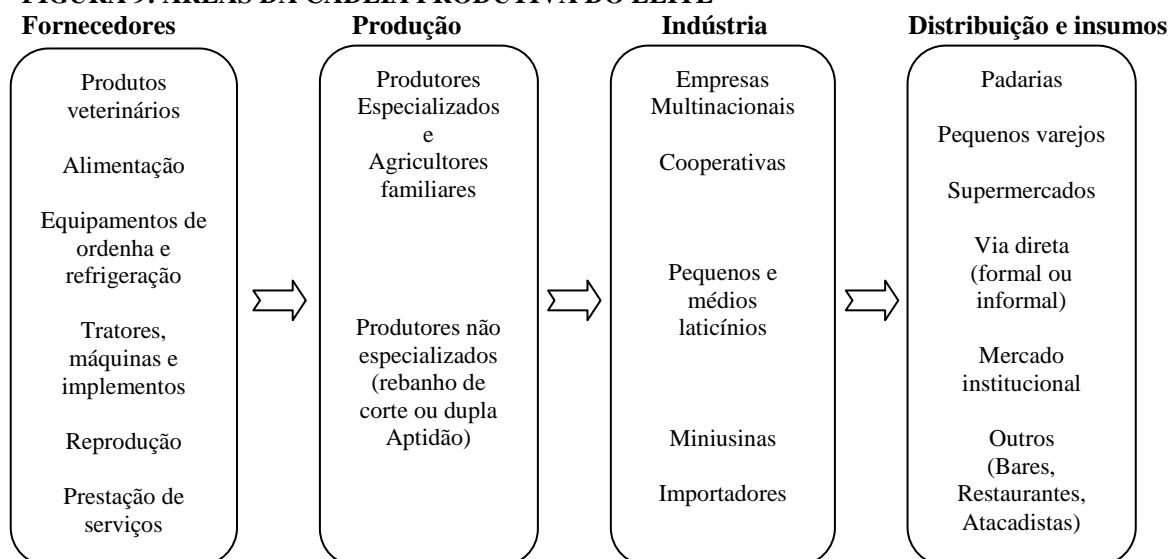 FIGURA 9: ÁREAS DA CADEIA PRODUTIVA DO LEITE
Fornecedores
Produtos
veterinários
Alimentação
Equipamentos de
ordenha e
refrigeração
Tratores,
máquinas e
implementos
Reprodução
Prestação de
serviços
Produção
Produtores
Especializados
e
Agricultores
familiares
Produtores não
especializados
(rebanho de
corte ou dupla
Aptidão)
Indústria
Empresas
Multinacionais
Cooperativas
Pequenos e
médios
laticínios
Miniusinas
Importadores
Distribuição e insumos
Padarias
Pequenos varejos
Supermercados
Via direta
(formal ou
informal)
Mercado
institucional
Outros
(Bares,
Restaurantes,
Atacadistas)